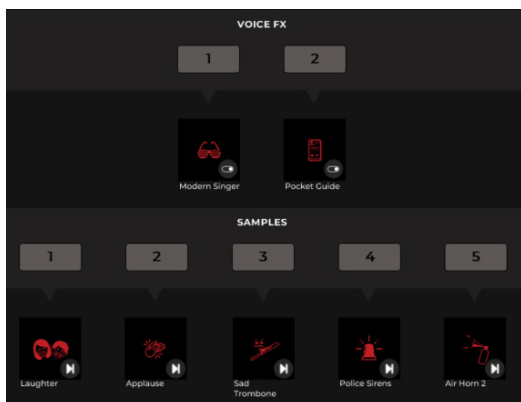 VOICE FX
1 2
Modern Singer Pocket Guide
SAMPLES
1 2 3 4 5
Laughter Applause Sad Police Sirens Air Horn 2
Trombone